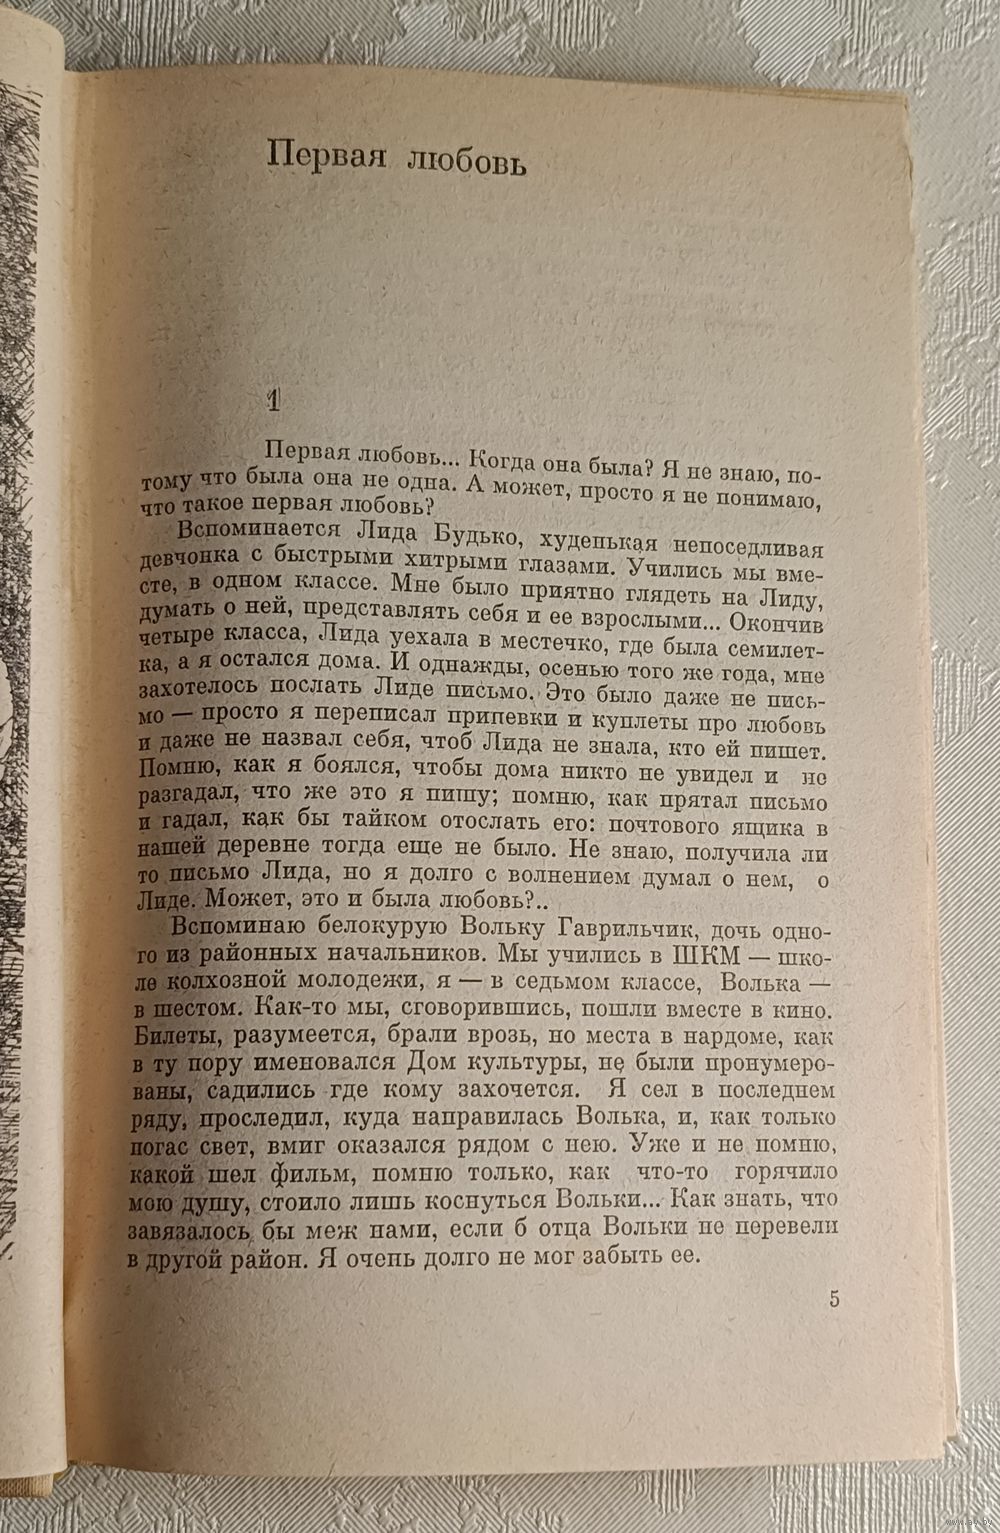 Первая любовь
1
Первая любовь... Когда она была? Я не знаю, по-
тому что была она не одна. А может, просто я не понимаю,
что такое первая любовь?
Вспоминается Лида Будько, худенькая непоседливая
девчонка с быстрыми хитрыми глазами. Учились мы вме-
сте, в одном классе. Мне было приятно глядеть на Лиду,
думать о ней, представлять себя и ее взрослыми... Окончив
четыре класса, Лида уехала в местечко, где была семилет-
ка, а я остался дома. И однажды, осенью того же года, мне
захотелось послать Лиде письмо. Это было даже не пись-
мо — просто я переписал припевки и куплеты про любовь
и даже не назвал себя, чтоб Лида не знала, кто ей пишет.
Помню, как я боялся, чтобы дома никто не увидел и не
разгадал, что же это я пишу; помню, как прятал письмо
и гадал, как бы тайком отослать его: почтового ящика в
нашей деревне тогда еще не было. Не знаю, получила ли
то письмо Лида, но я долго с волнением думал о нем, о
Лиде. Может, это и была любовь?..
Вспоминаю белокурую Вольку Гаврильчик, дочь одно-
го из районных начальников. Мы учились в ШКМ — шко-
ле колхозной молодежи, я — в седьмом классе, Волька —
в шестом. Как-то мы, сговорившись, пошли вместе в кино.
Билеты, разумеется, брали врозь, но места в нардоме, как
в ту пору именовался Дом культуры, не были пронумеро-
ваны, садились где кому захочется. Я сел в последнем
ряду, проследил, куда направилась Волька, и, как только
погас свет, вмиг оказался рядом с нею. Уже и не помню,
какой шел фильм, помню только, как что-то горячило
мою душу, стоило лишь коснуться Вольки... Как знать, что
завязалось бы меж нами, если б отца Вольки не перевели
в другой район. Я очень долго не мог забыть ее.
5
www.ay.by